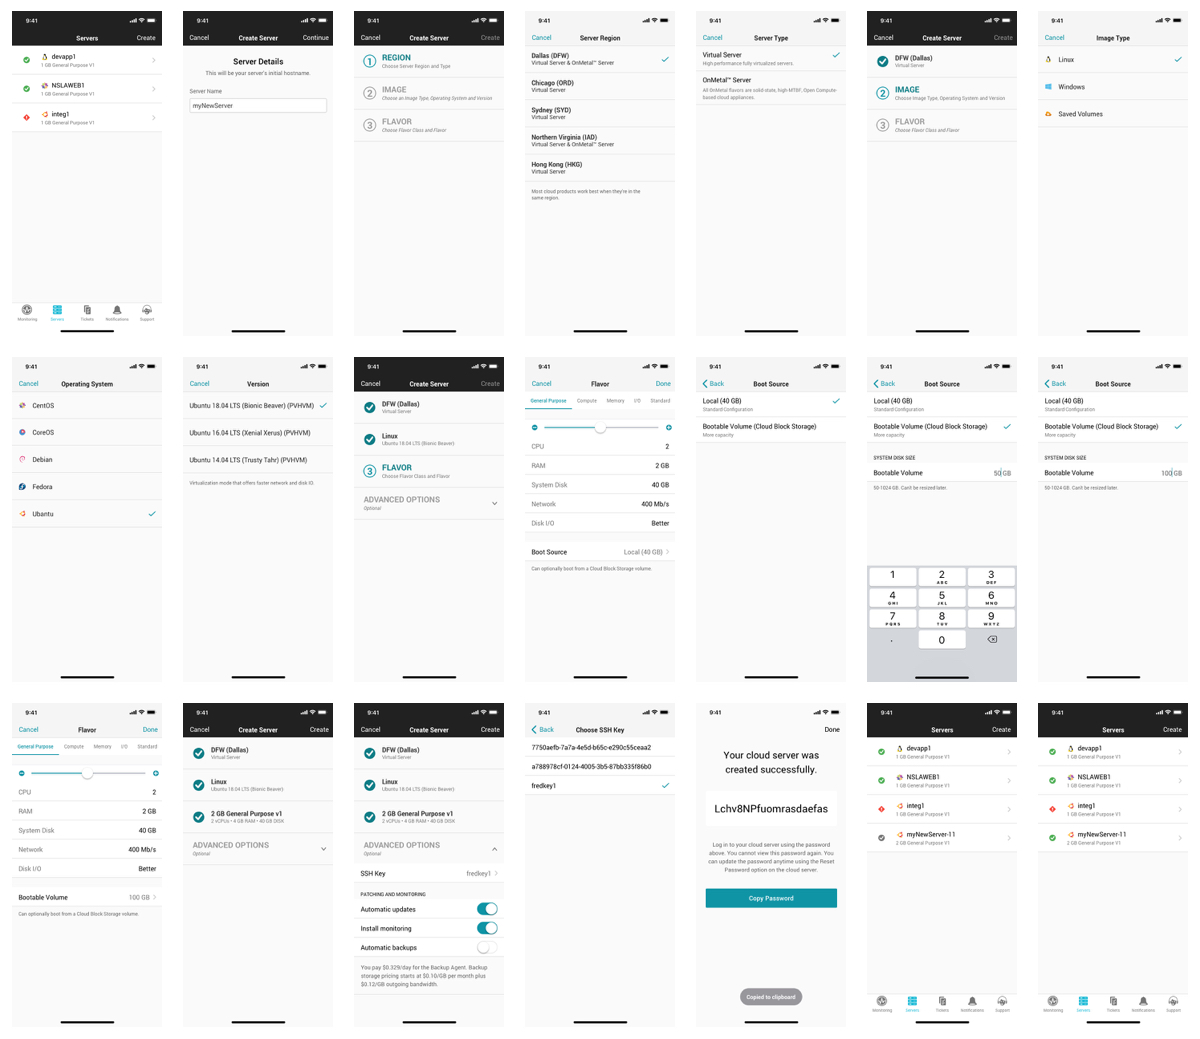 9:41
Servers
Create
devapp1
1 GB General Purpose V1
NSLAWEB1
1 GB General Purpose V1
integ1
1 GB General Purpose V1
Monitoring
Servers
Tickets
Notifications
Support
9:41
Cancel
Create Server
Continue
Server Details
This will be your server's initial hostname.
Server Name
myNewServer
9:41
Cancel
Create Server
Create
1
REGION
Choose Server Region and Type
2
IMAGE
Choose an Image Type, Operating System and Version
3
FLAVOR
Choose Flavor Class and Flavor
9:41
Cancel
Server Region
Dallas (DFW)
Virtual Server & OnMetal™ Server
Chicago (ORD)
Virtual Server
Sydney (SYD)
Virtual Server
Northern Virginia (IAD)
Virtual Server & OnMetal™ Server
Hong Kong (HKG)
Virtual Server
Most cloud products work best when they're in the
same region.
9:41
Cancel
Server Type
Virtual Server
High performance fully virtualized servers.
OnMetal™ Server
All OnMetal flavors are solid-state, high-MTBF, Open Compute-
based cloud appliances.
9:41
Cancel
Create Server
Create
DFW (Dallas)
Virtual Server
2
IMAGE
Choose Image Type, Operating System and Version
3
FLAVOR
Choose Flavor Class and Flavor
9:41
Cancel
Image Type
Linux
Windows
Saved Volumes
9:41
Cancel
Operating System
CentOS
CoreOS
Debian
Fedora
Ubantu
9:41
Cancel
Version
Ubuntu 18.04 LTS (Bionic Beaver) (PVHVM)
Ubuntu 16.04 LTS (Xenial Xerus) (PVHVM)
Ubuntu 14.04 LTS (Trusty Tahr) (PVHVM)
Virtualization mode that offers faster network and disk IO.
9:41
Cancel
Create Server
Create
DFW (Dallas)
Virtual Server
Linux
Ubuntu 18.04 LTS (Bionic Beaver)
3
FLAVOR
Choose Flavor Class and Flavor
ADVANCED OPTIONS
Optional
9:41
Cancel
Flavor
Done
General Purpose
Compute
Memory
I/O
Standard
CPU
2
RAM
2 GB
System Disk
40 GB
Network
400 Mb/s
Disk I/O
Better
Boot Source
Local (40 GB)
Can optionally boot from a Cloud Block Storage volume.
9:41
Back
Boot Source
Local (40 GB)
Standard Configuration
Bootable Volume (Cloud Block Storage)
More capacity
9:41
Back
Boot Source
Local (40 GB)
Standard Configuration
Bootable Volume (Cloud Block Storage)
More capacity
SYSTEM DISK SIZE
Bootable Volume
50 GB
50-1024 GB. Can't be resized later.
1
2
ABC
3
DEF
4
GHI
5
JKL
6
MNO
7
PQRS
8
TUV
9
WXYZ
.
0
9:41
Back
Boot Source
Local (40 GB)
Standard Configuration
Bootable Volume (Cloud Block Storage)
More capacity
SYSTEM DISK SIZE
Bootable Volume
100 GB
50-1024 GB. Can't be resized later.
9:41
Cancel
Flavor
Done
General Purpose
Compute
Memory
I/O
Standard
CPU
2
RAM
2 GB
System Disk
40 GB
Network
400 Mb/s
Disk I/O
Better
Bootable Volume
100 GB
Can optionally boot from a Cloud Block Storage volume.
9:41
Cancel
Create Server
Create
DFW (Dallas)
Virtual Server
Linux
Ubuntu 18.04 LTS (Bionic Beaver)
2 GB General Purpose v1
2 vCPUs • 4 GB RAM • 40 GB DISK
ADVANCED OPTIONS
Optional
9:41
Cancel
Create Server
Create
DFW (Dallas)
Virtual Server
Linux
Ubuntu 18.04 LTS (Bionic Beaver)
2 GB General Purpose v1
2 vCPUs • 4 GB RAM • 40 GB DISK
ADVANCED OPTIONS
Optional
SSH Key
fredkey1
PATCHING AND MONITORING
Automatic updates
Install monitoring
Automatic backups
You pay $0.329/day for the Backup Agent. Backup
storage pricing starts at $0.10/GB per month plus
$0.12/GB outgoing bandwidth.
9:41
Back
Choose SSH Key
7750aefb-7a7a-4e5d-b65c-e290c55ceaa2
a788978cf-0124-4005-3b5-87bb335f86b0
fredkey1
9:41
Done
Your cloud server was
created successfully.
Lchv8NPfuomrasdaefas
Log in to your cloud server using the password
above. You cannot view this password again. You
can update the password anytime using the Reset
Password option on the cloud server.
Copy Password
Copied to clipboard
9:41
Servers
Create
devapp1
1 GB General Purpose V1
NSLAWEB1
1 GB General Purpose V1
integ1
1 GB General Purpose V1
myNewServer-11
2 GB General Purpose V1
Monitoring
Servers
Tickets
Notifications
Support
9:41
Servers
Create
devapp1
1 GB General Purpose V1
NSLAWEB1
1 GB General Purpose V1
integ1
1 GB General Purpose V1
myNewServer-11
2 GB General Purpose V1
Monitoring
Servers
Tickets
Notifications
Support